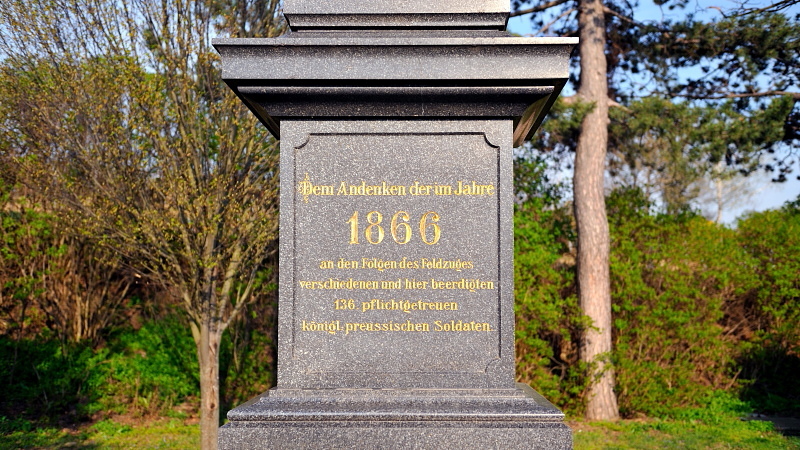 Dem Andenken der im Jahre
1866
an den Folgen des Feldzuges
verschiedenen und hier beerdigten
136 pflichtgetreuen
königl. preussischen Soldaten.